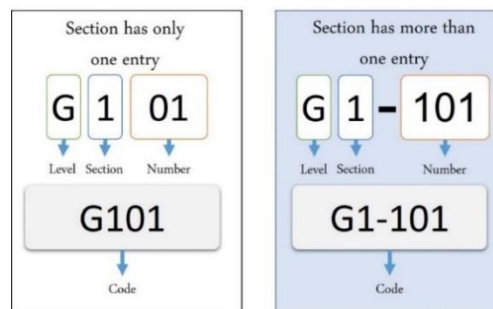 Section has only
one entry
G 1 01
Level Section Number
G101
Code
Section has more than
one entry
G 1 - 101
Level Section Number
G1-101
Code